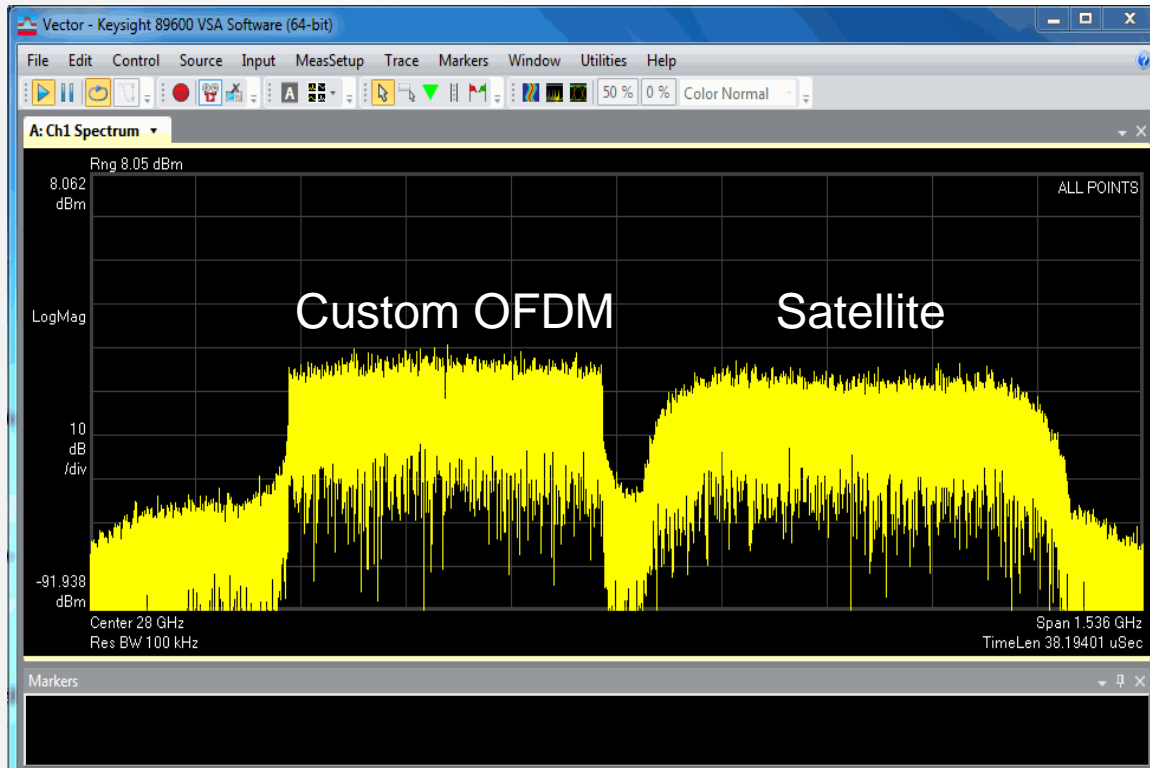 Vector - Keysight 89600 VSA Software (64-bit)
File Edit Control Source Input MeasSetup Trace Markers Window Utilities Help
A 50 % 0 % Color Normal
A: Ch1 Spectrum
Rng 8.05 dBm
8.062
dBm
ALL POINTS
Custom OFDM Satellite
LogMag
10
dB
/div
-91.938
dBm
Center 28 GHz Span 1.536 GHz
Res BW 100 kHz TimeLen 38.19401 uSec
Markers